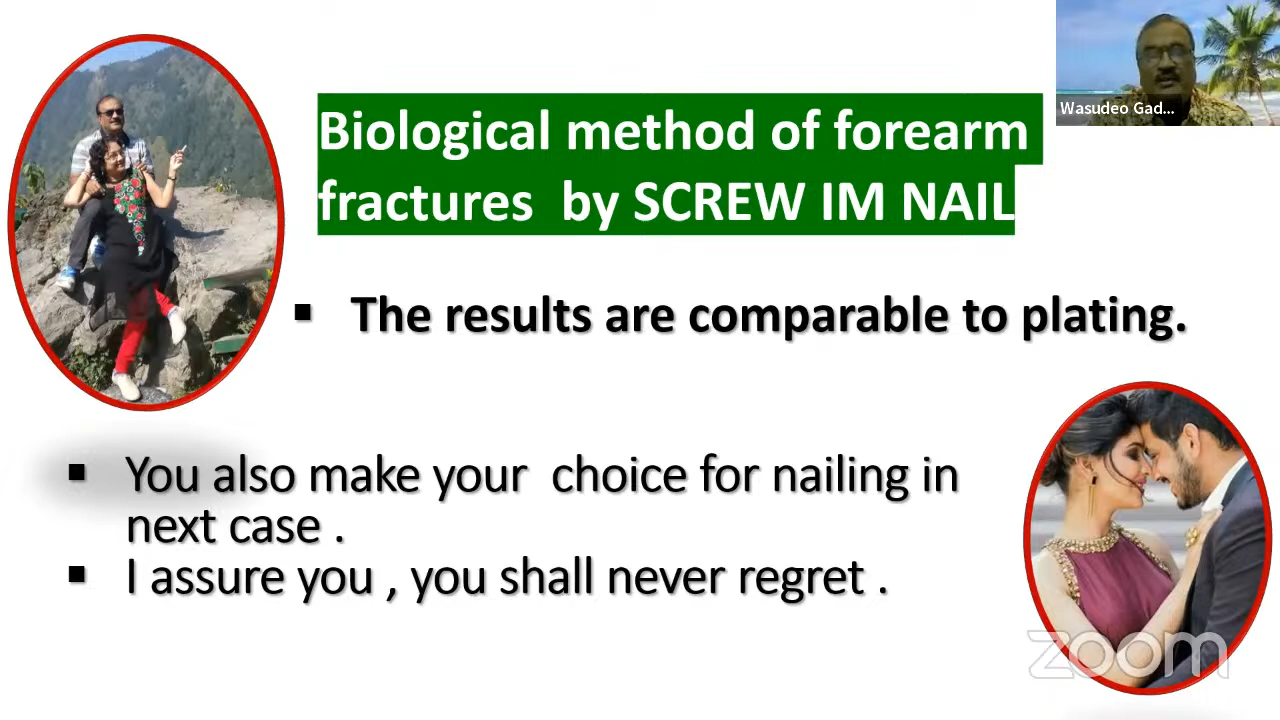 Wasudeo Gad...
Biological method of forearm
fractures  by SCREW IM NAIL
▪ The results are comparable to plating.
▪ You also make your  choice for nailing in
next case .
▪ I assure you , you shall never regret .
zoom